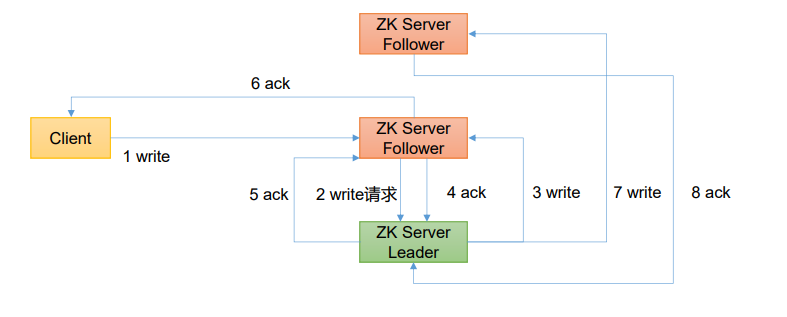 ZK Server
Follower
6 ack
Client
1 write
ZK Server
Follower
5 ack
2 write请求
4 ack
3 write
7 write
8 ack
ZK Server
Leader